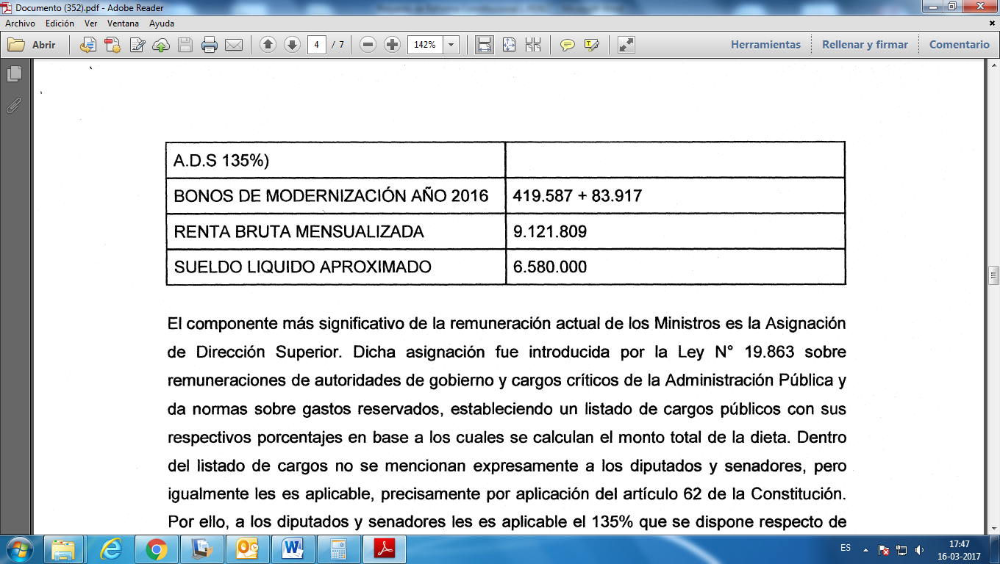 Documento (352).pdf - Adobe Reader
Archivo Edición Ver Ventana Ayuda
Abrir 4 / 7 142% Herramientas Rellenar y firmar Comentario
A.D.S 135%)
BONOS DE MODERNIZACIÓN AÑO 2016 419.587 + 83.917
RENTA BRUTA MENSUALIZADA 9.121.809
SUELDO LIQUIDO APROXIMADO 6.580.000
El componente más significativo de la remuneración actual de los Ministros es la Asignación
de Dirección Superior. Dicha asignación fue introducida por la Ley N° 19.863 sobre
remuneraciones de autoridades de gobierno y cargos críticos de la Administración Pública y
da normas sobre gastos reservados, estableciendo un listado de cargos públicos con sus
respectivos porcentajes en base a los cuales se calculan el monto total de la dieta. Dentro
del listado de cargos no se mencionan expresamente a los diputados y senadores, pero
igualmente les es aplicable, precisamente por aplicación del artículo 62 de la Constitución.
Por ello, a los diputados y senadores les es aplicable el 135% que se dispone respecto de
ES 17:47
16-03-2017